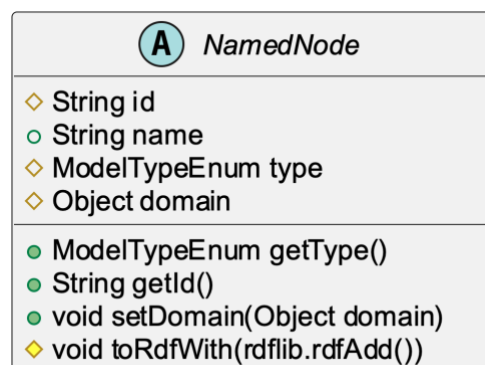 A NamedNode
String id
String name
ModelTypeEnum type
Object domain
ModelTypeEnum getType()
String getId()
void setDomain(Object domain)
void toRdfWith(rdflib.rdfAdd())